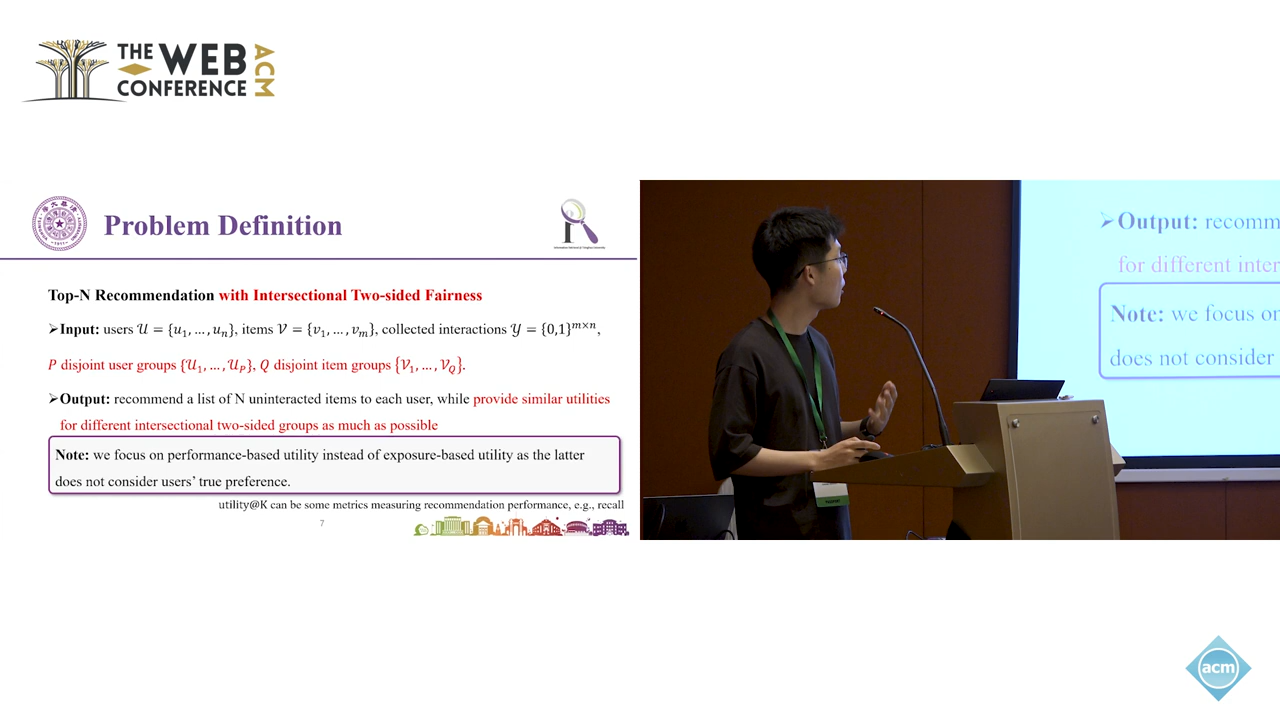 THE WEB CONFERENCE ACM
Problem Definition
Top-N Recommendation with Intersectional Two-sided Fairness
➢Input: users 𝒰 = {u₁, … , uₙ}, items 𝒱 = {v₁, … , vₘ}, collected interactions 𝒴 = {0,1}ᵐˣⁿ,
P disjoint user groups {𝒰₁, … , 𝒰_P}, Q disjoint item groups {𝒱₁, … , 𝒱_Q}.
➢Output: recommend a list of N uninteracted items to each user, while provide similar utilities
for different intersectional two-sided groups as much as possible
Note: we focus on performance-based utility instead of exposure-based utility as the latter
does not consider users' true preference.
utility@K can be some metrics measuring recommendation performance, e.g., recall
7
➢Output: recomm
for different inter
Note: we focus on
does not consider
acm